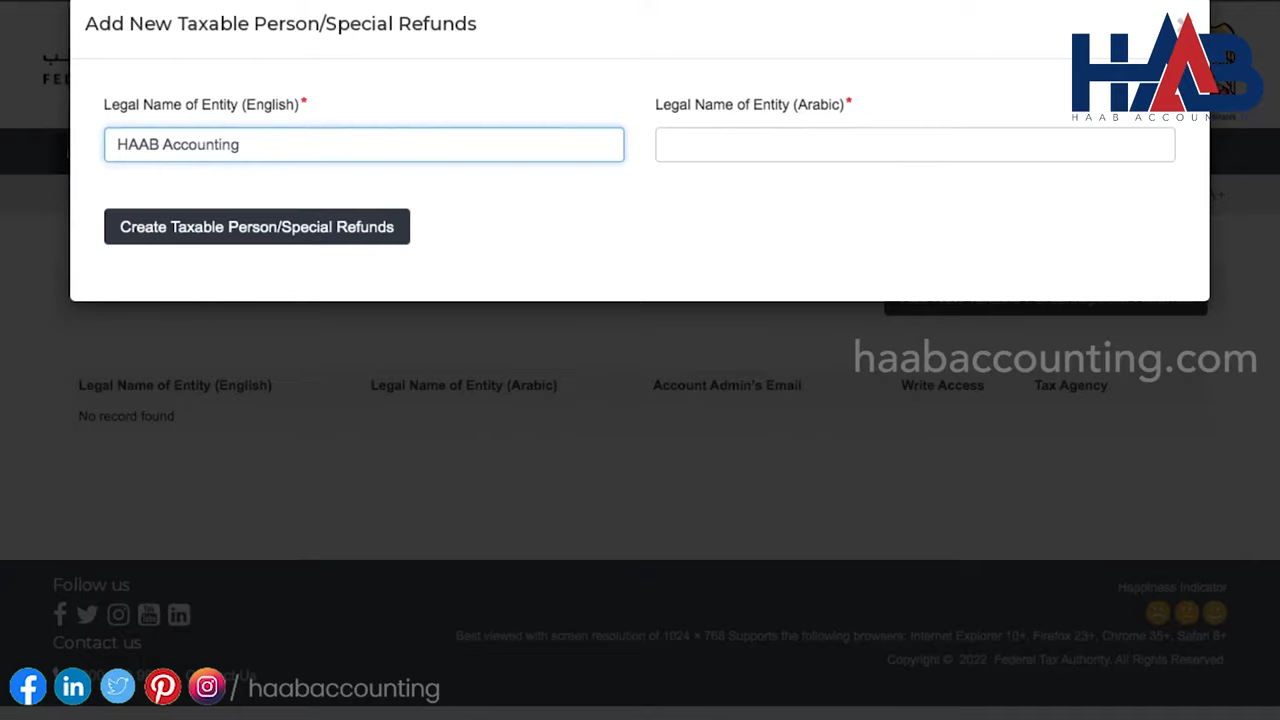 Add New Taxable Person/Special Refunds
HAAB
HAAB ACCOUN
Legal Name of Entity (English)*
Legal Name of Entity (Arabic)*
HAAB Accounting
Create Taxable Person/Special Refunds
haabaccounting.com
Legal Name of Entity (English) Legal Name of Entity (Arabic) Account Admin's Email Write Access Tax Agency
No record found
Follow us
Happiness Indicator
Contact us
Best viewed with screen resolution of 1024 × 768 Supports the following browsers: Internet Explorer 10+, Firefox 23+, Chrome 35+, Safari 6+
Copyright © 2022 Federal Tax Authority. All Rights Reserved.
/ haabaccounting